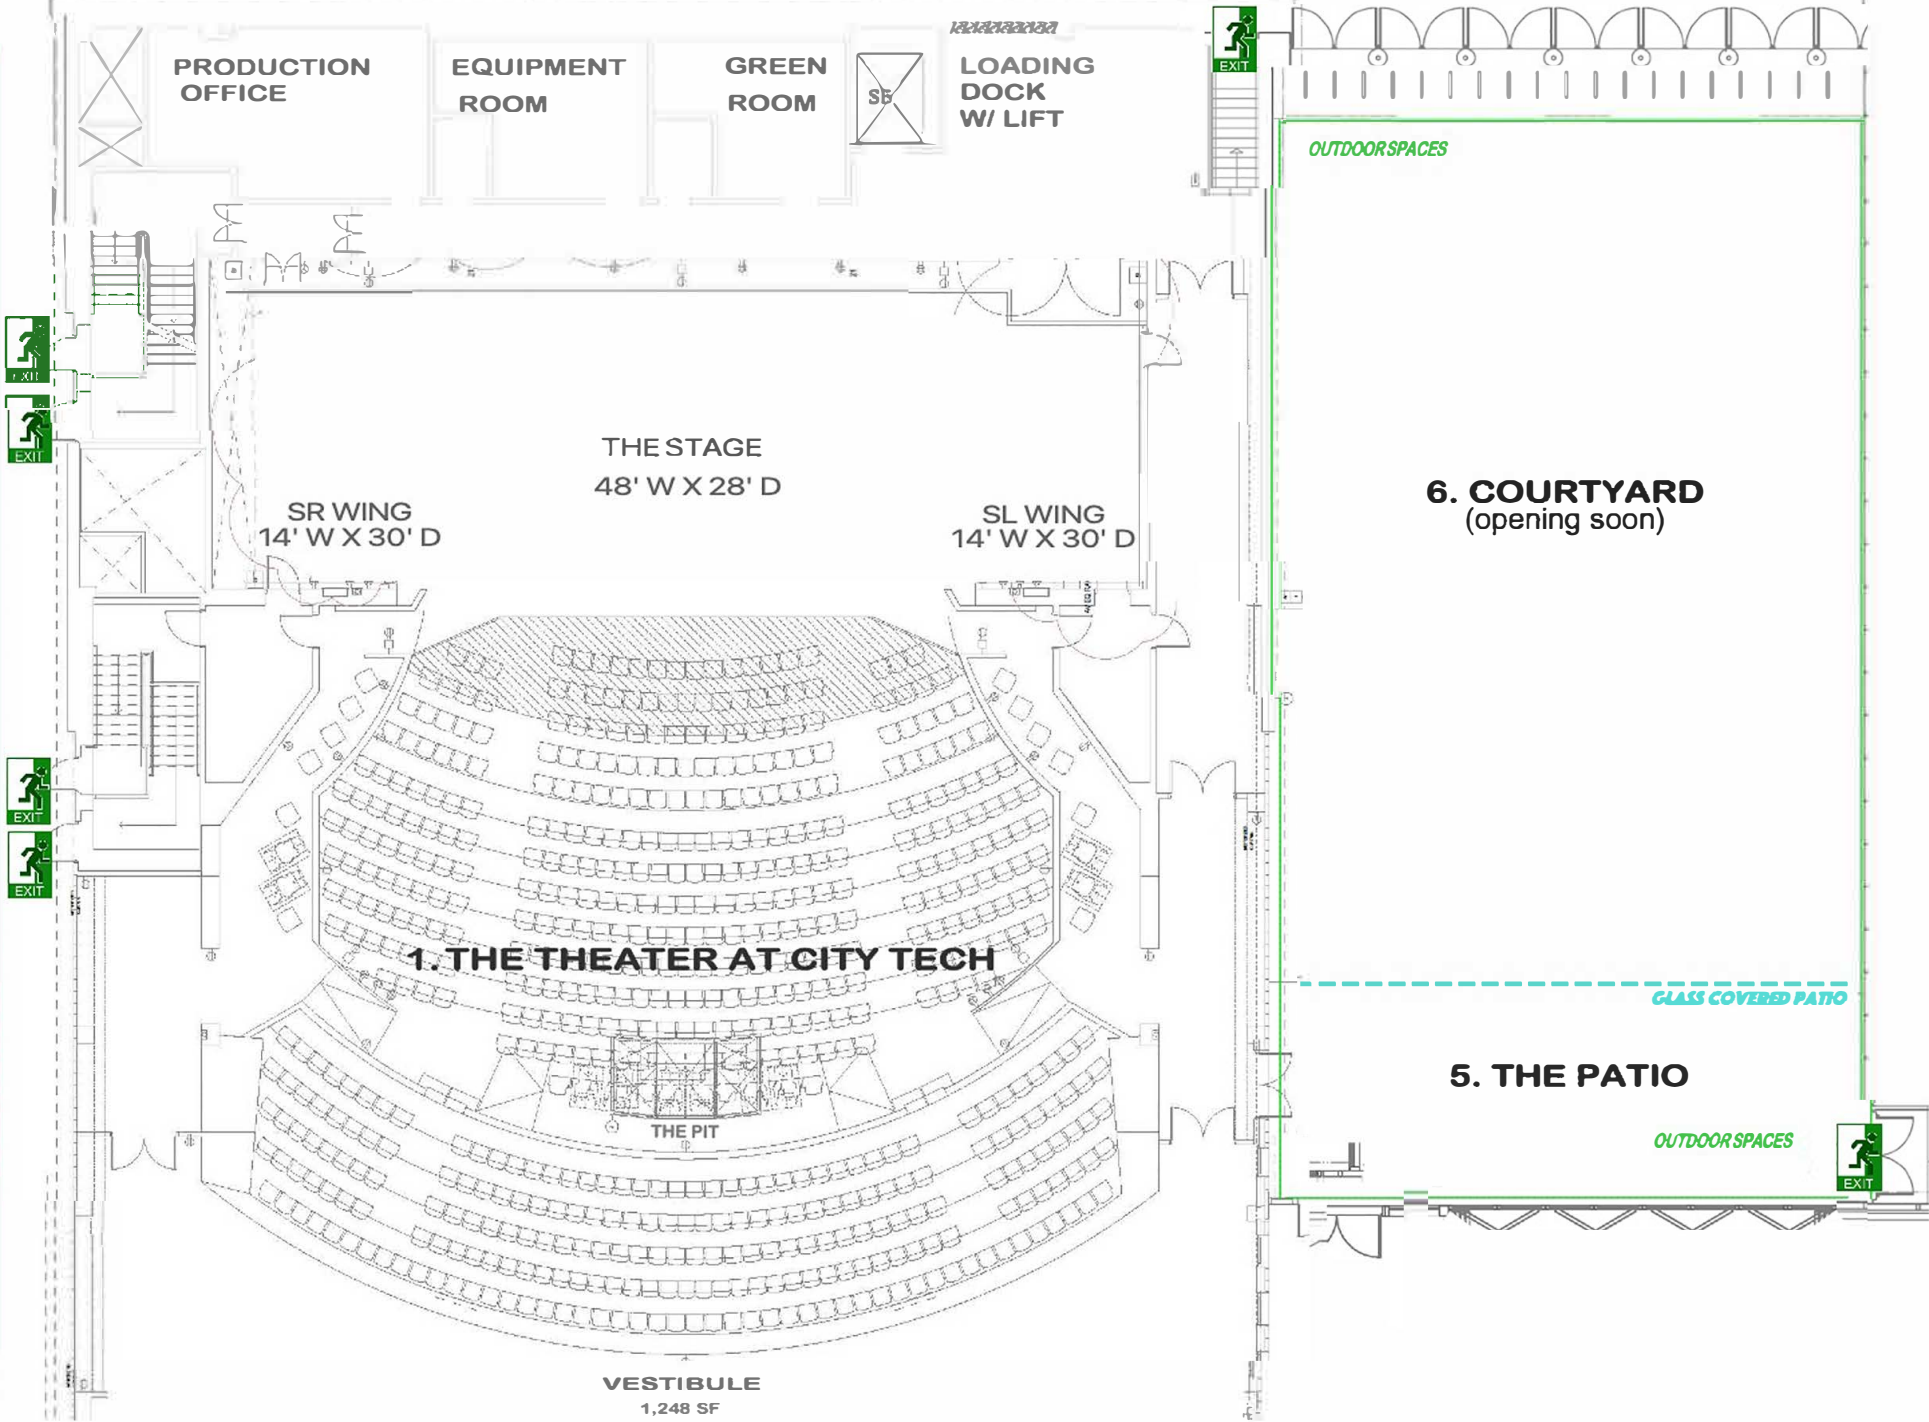 PRODUCTION
OFFICE
EQUIPMENT
ROOM
GREEN
ROOM
LOADING
DOCK
W/ LIFT
EXIT
OUTDOOR SPACES
EXIT
EXIT
THE STAGE
48' W X 28' D
SR WING
14' W X 30' D
SL WING
14' W X 30' D
6. COURTYARD
(opening soon)
EXIT
EXIT
1. THE THEATER AT CITY TECH
GLASS COVERED PATIO
5. THE PATIO
THE PIT
OUTDOOR SPACES
EXIT
VESTIBULE
1,248 SF